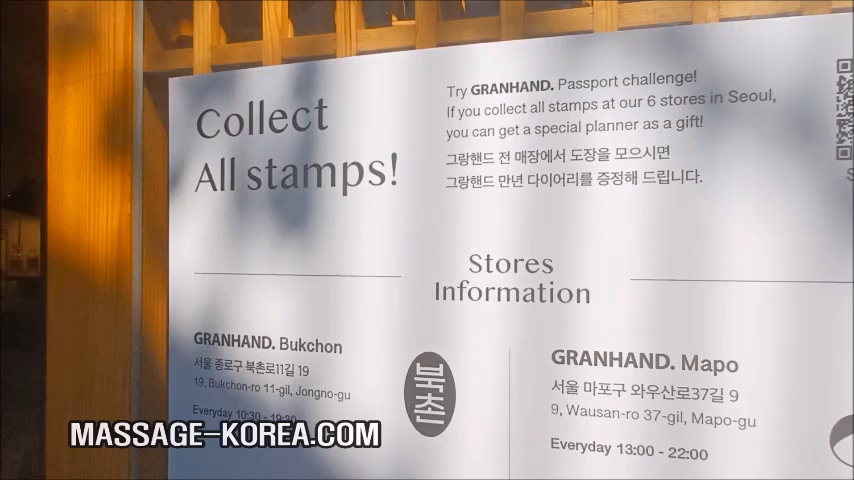 Collect
All stamps!
Try GRANHAND. Passport challenge!
If you collect all stamps at our 6 stores in Seoul,
you can get a special planner as a gift!
그랑핸드 전 매장에서 도장을 모으시면
그랑핸드 만년 다이어리를 증정해 드립니다.
Stores
Information
GRANHAND. Bukchon
서울 종로구 북촌로11길 19
19, Bukchon-ro 11-gil, Jongno-gu
Everyday 10:30 - 19:30
북촌
GRANHAND. Mapo
서울 마포구 와우산로37길 9
9, Wausan-ro 37-gil, Mapo-gu
Everyday 13:00 - 22:00
MASSAGE-KOREA.COM